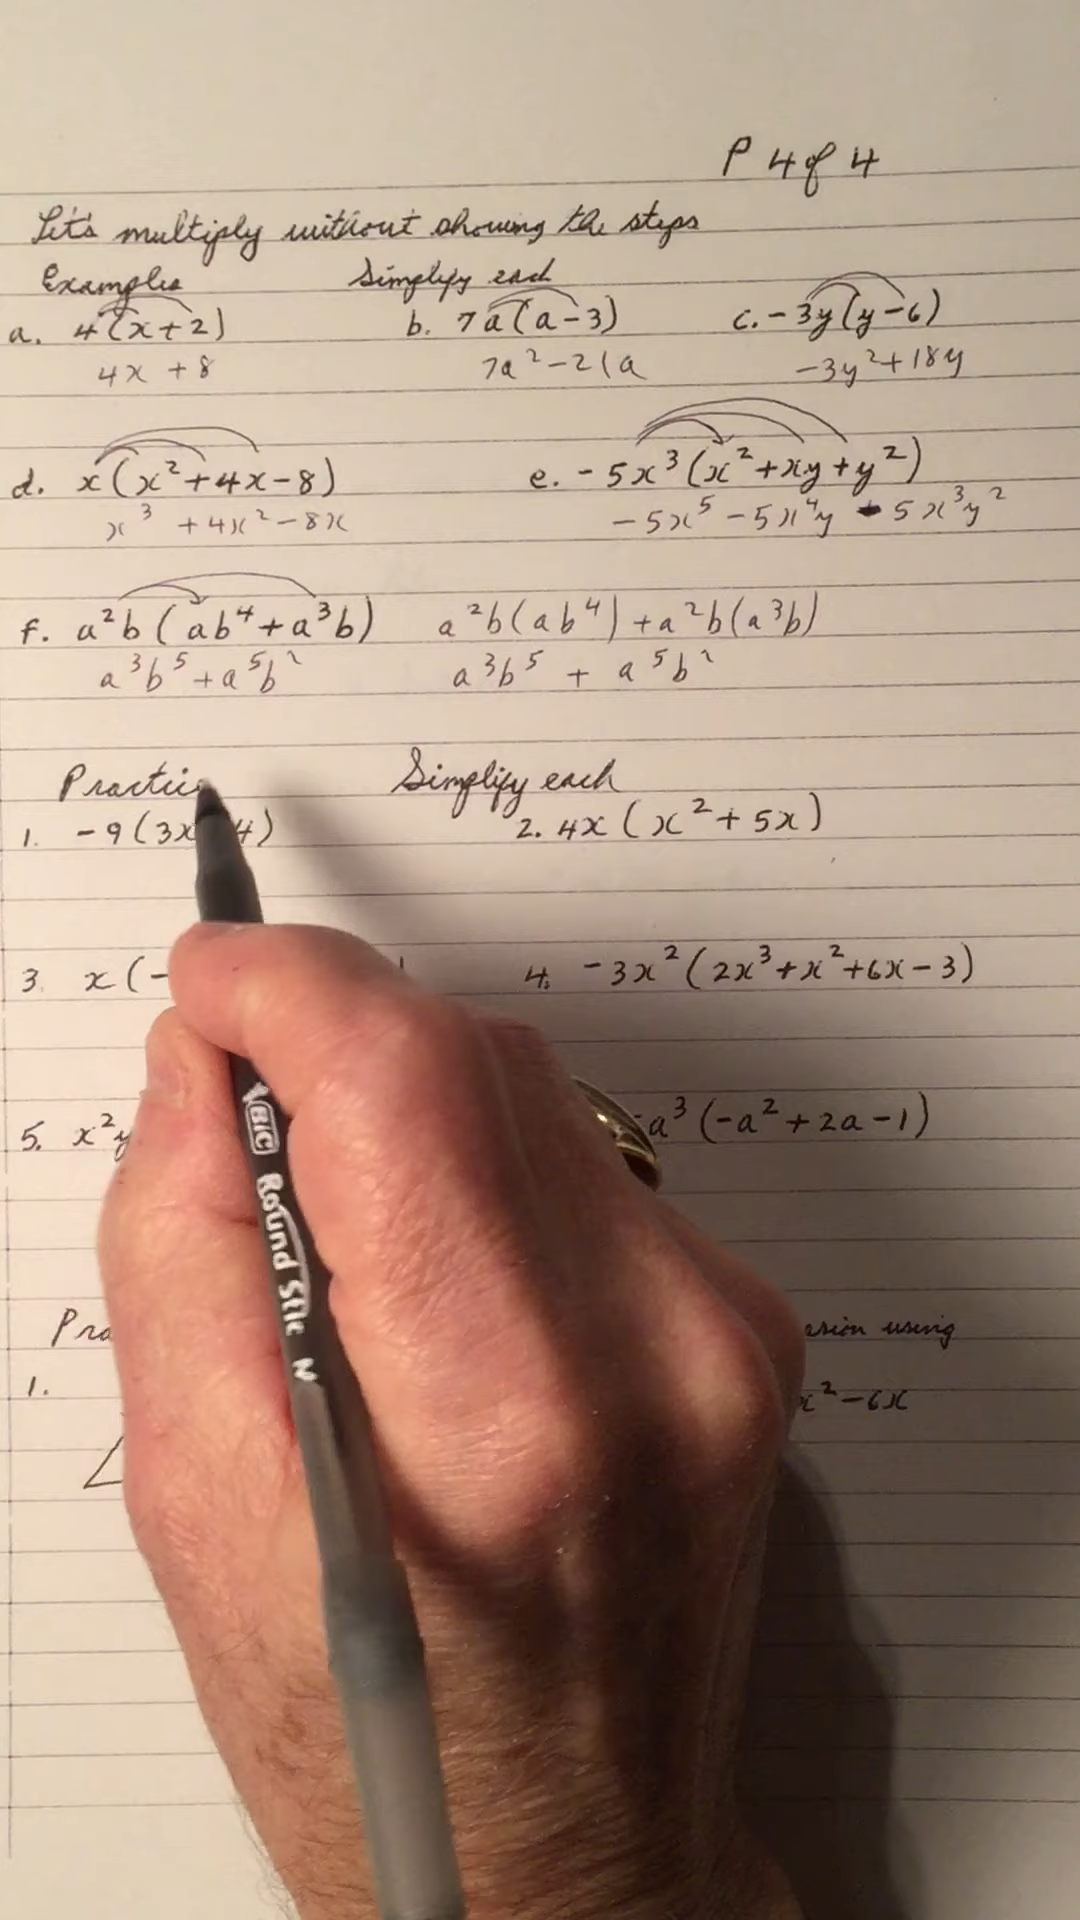 P 4 of 4
Let's multiply without showing the steps
Examples Simplify each
a. 4(x+2) b. 7a(a-3) c. -3y(y-6)
4x +8 7a²-21a -3y²+18y
d. x(x²+4x-8) e. -5x³(x²+xy+y²)
x³ +4x²-8x -5x⁵ -5x⁴y - 5x³y²
f. a²b(ab⁴+a³b) a²b(ab⁴)+a²b(a³b)
a³b⁵+a⁵b² a³b⁵ + a⁵b²
Simplify each
1. -9(3x 4) 2. 4x(x²+5x)
3. x(- 4. -3x²(2x³+x²+6x-3)
5. x²y a³(-a²+2a-1)
using
1. x²-6x
BIC Round Stic M